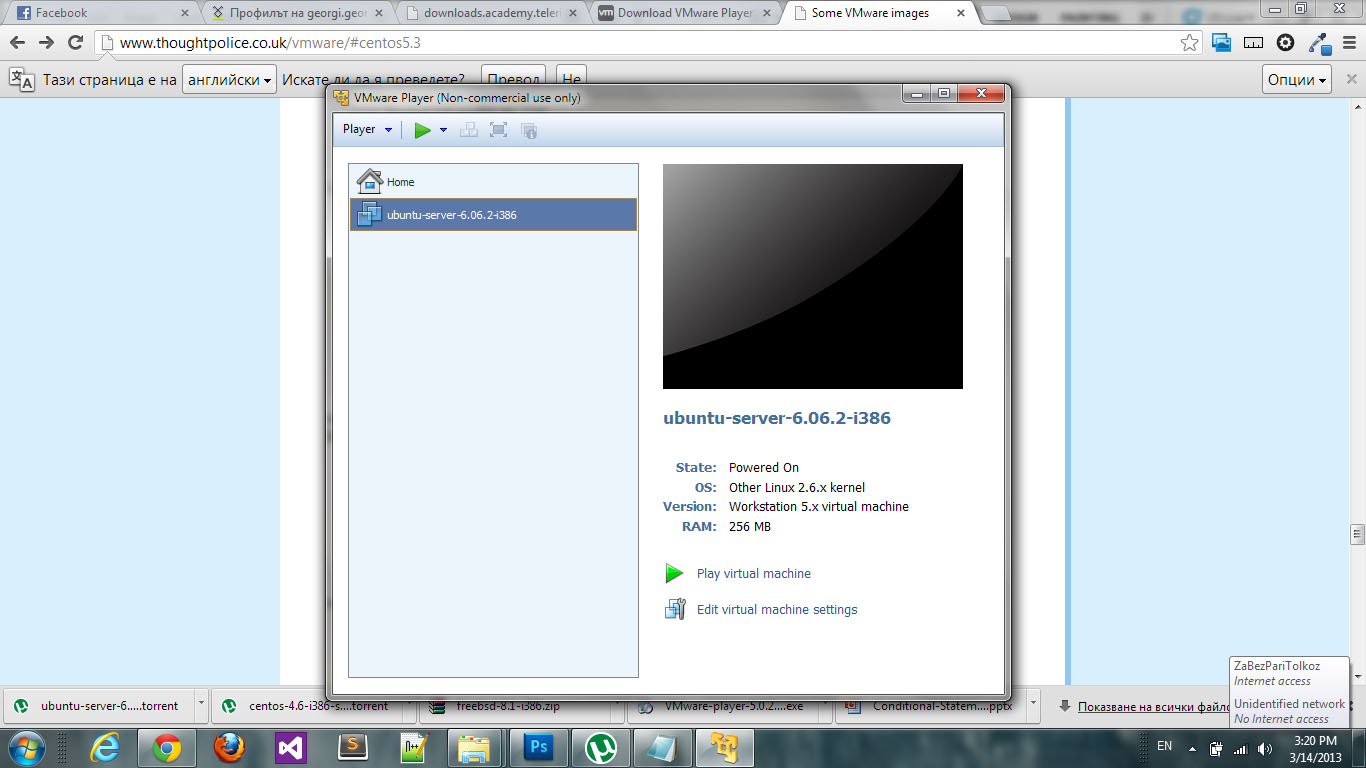 Facebook
Профилът на georgi.geor
downloads.academy.teleri
Download VMware Player
Some VMware images
www.thoughtpolice.co.uk/vmware/#centos5.3
Тази страница е на английски Искате ли да я преведете? Превод Не Опции
VMware Player (Non-commercial use only)
Player
Home
ubuntu-server-6.06.2-i386
ubuntu-server-6.06.2-i386
State: Powered On
OS: Other Linux 2.6.x kernel
Version: Workstation 5.x virtual machine
RAM: 256 MB
Play virtual machine
Edit virtual machine settings
ZaBezPariTolkoz
Internet access
Unidentified network
No Internet access
ubuntu-server-6.....torrent
centos-4.6-i386-s....torrent
freebsd-8.1-i386.zip
VMware-player-5.0.2....exe
Conditional-Statem....pptx
Показване на всички файло
Ps
EN
3:20 PM
3/14/2013